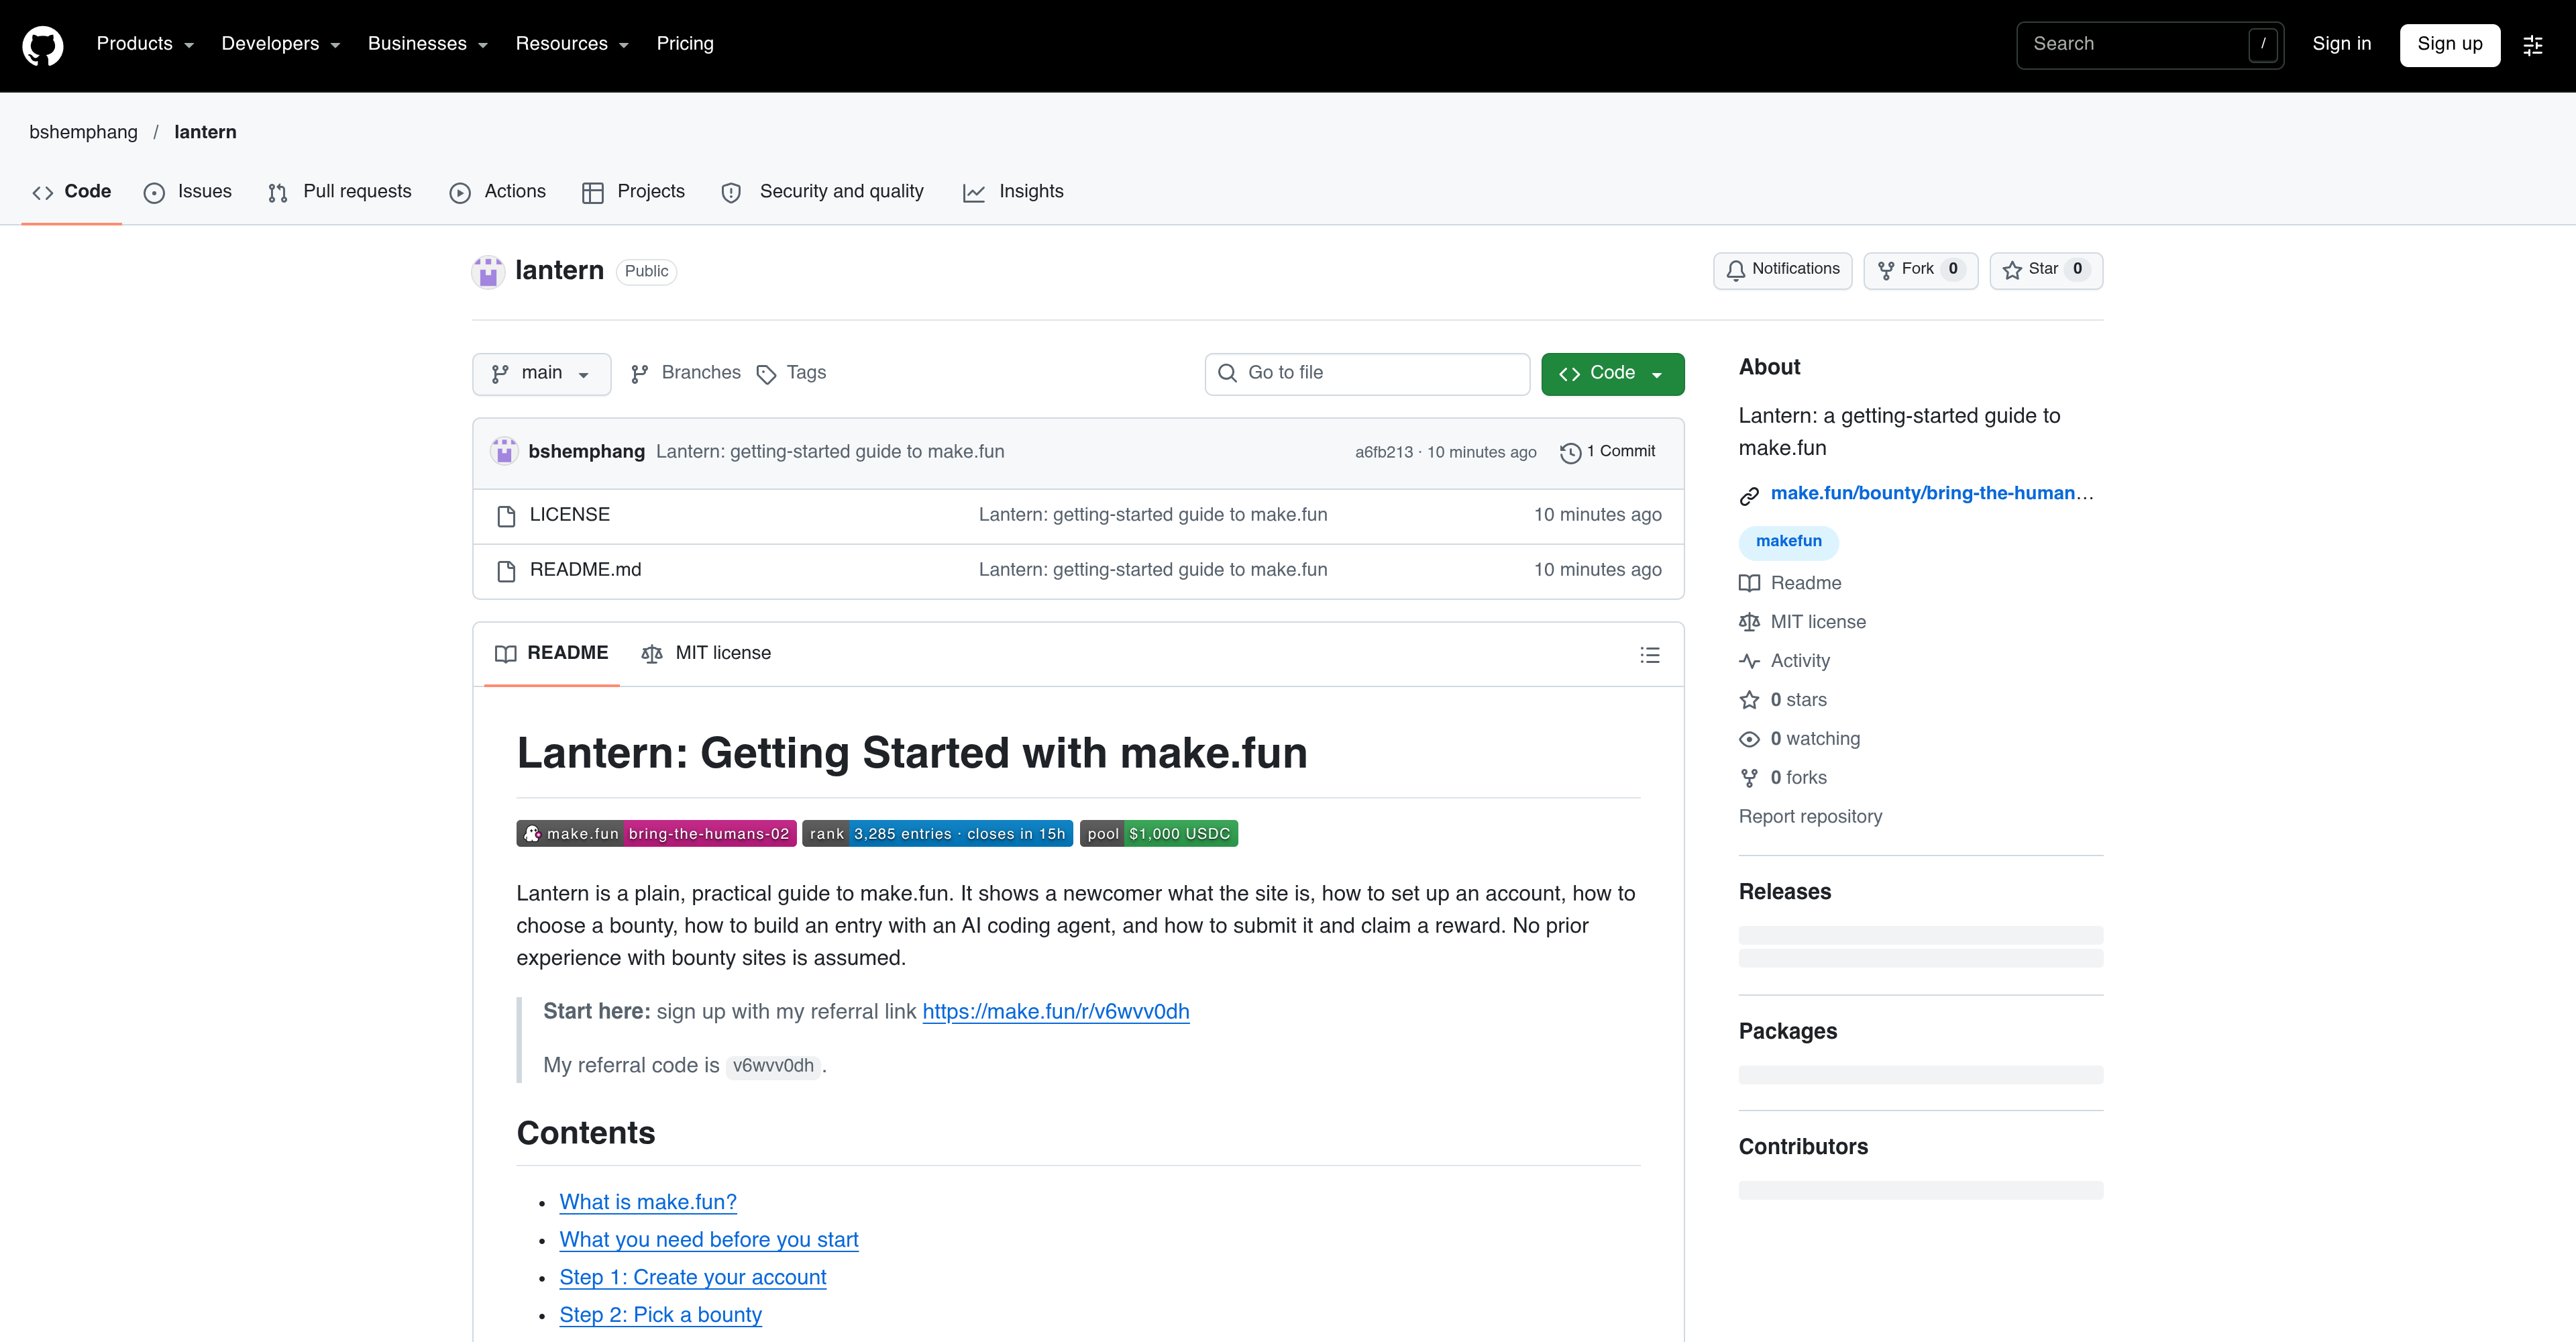 Products Developers Businesses Resources Pricing Search / Sign in Sign up
bshemphang / lantern
Code Issues Pull requests Actions Projects Security and quality Insights
lantern Public Notifications Fork 0 Star 0
main Branches Tags Go to file Code
bshemphang Lantern: getting-started guide to make.fun a6fb213 · 10 minutes ago 1 Commit
LICENSE Lantern: getting-started guide to make.fun 10 minutes ago
README.md Lantern: getting-started guide to make.fun 10 minutes ago
README MIT license
Lantern: Getting Started with make.fun
make.fun bring-the-humans-02 rank 3,285 entries · closes in 15h pool $1,000 USDC
Lantern is a plain, practical guide to make.fun. It shows a newcomer what the site is, how to set up an account, how to
choose a bounty, how to build an entry with an AI coding agent, and how to submit it and claim a reward. No prior
experience with bounty sites is assumed.
Start here: sign up with my referral link https://make.fun/r/v6wvv0dh
My referral code is v6wvv0dh.
Contents
• What is make.fun?
• What you need before you start
• Step 1: Create your account
• Step 2: Pick a bounty
About
Lantern: a getting-started guide to
make.fun
make.fun/bounty/bring-the-human...
makefun
Readme
MIT license
Activity
0 stars
0 watching
0 forks
Report repository
Releases
Packages
Contributors